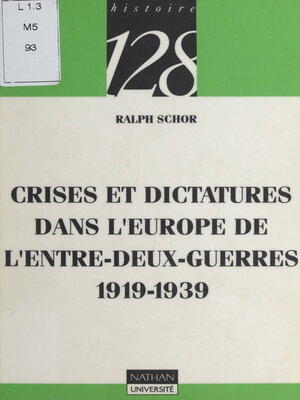 L 1.3
M5
93
histoire
128
RALPH SCHOR
CRISES ET DICTATURES
DANS L'EUROPE DE
L'ENTRE-DEUX-GUERRES
1919-1939
NATHAN
UNIVERSITÉ